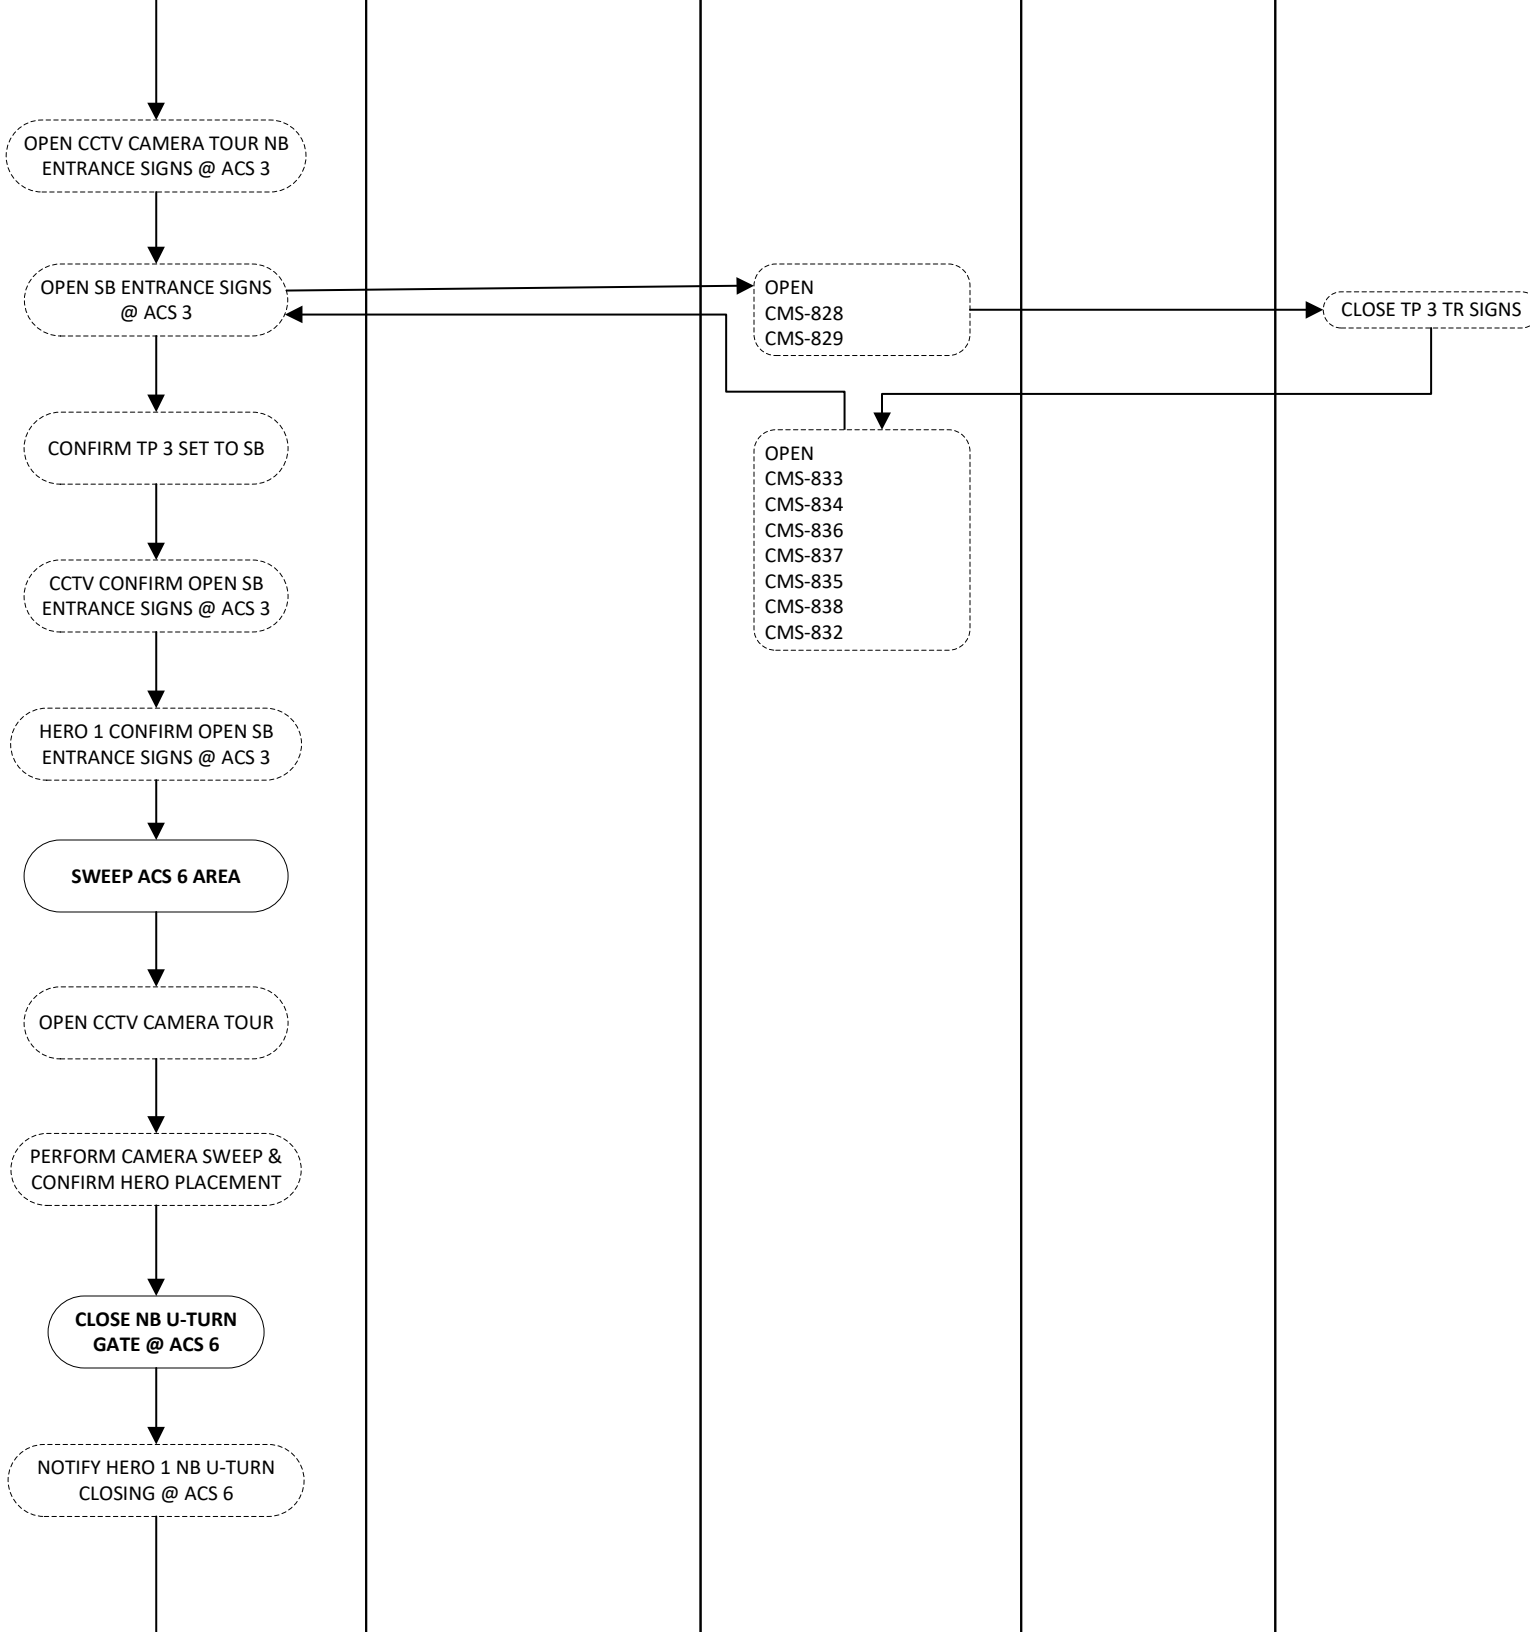 OPEN CCTV CAMERA TOUR NB
ENTRANCE SIGNS @ ACS 3
OPEN SB ENTRANCE SIGNS
@ ACS 3
OPEN
CMS-828
CMS-829
CLOSE TP 3 TR SIGNS
CONFIRM TP 3 SET TO SB
OPEN
CMS-833
CMS-834
CMS-836
CMS-837
CMS-835
CMS-838
CMS-832
CCTV CONFIRM OPEN SB
ENTRANCE SIGNS @ ACS 3
HERO 1 CONFIRM OPEN SB
ENTRANCE SIGNS @ ACS 3
SWEEP ACS 6 AREA
OPEN CCTV CAMERA TOUR
PERFORM CAMERA SWEEP &
CONFIRM HERO PLACEMENT
CLOSE NB U-TURN
GATE @ ACS 6
NOTIFY HERO 1 NB U-TURN
CLOSING @ ACS 6